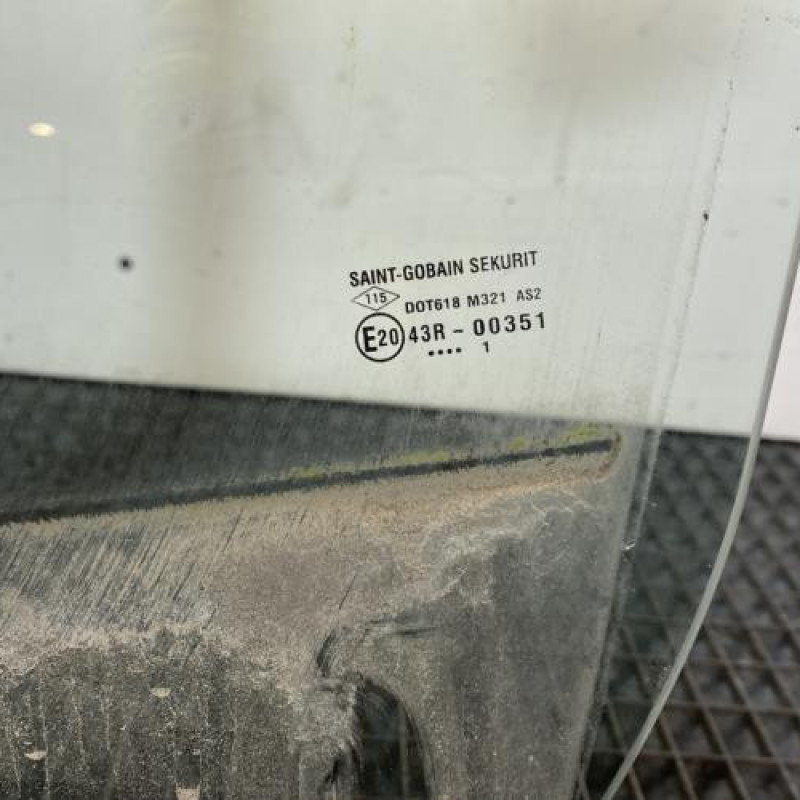 SAINT-GOBAIN SEKURIT
115 DOT618 M321 AS2
E20 43R - 00351
•••• 1